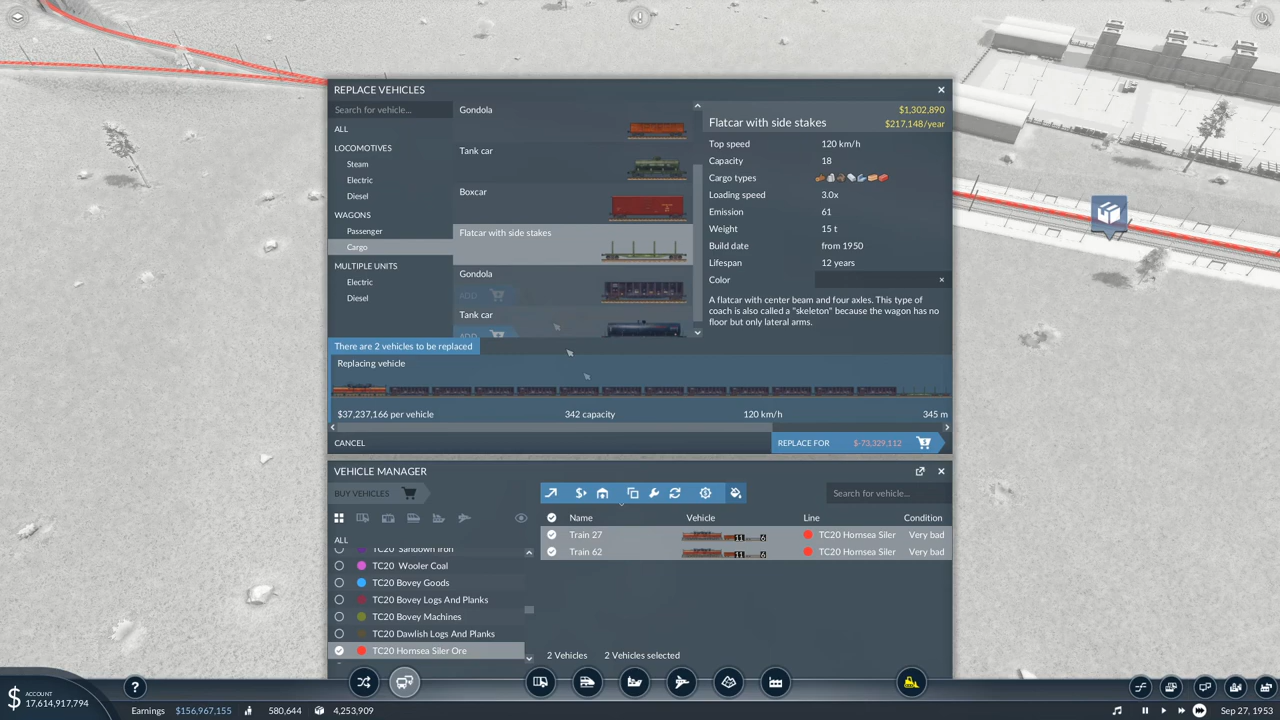 REPLACE VEHICLES
Search for vehicle...
ALL
LOCOMOTIVES
Steam
Electric
Diesel
WAGONS
Passenger
Cargo
MULTIPLE UNITS
Electric
Diesel
Gondola
Tank car
Boxcar
Flatcar with side stakes
Gondola
ADD
Tank car
ADD
$1,302,890
Flatcar with side stakes
$217,148/year
Top speed 120 km/h
Capacity 18
Cargo types
Loading speed 3.0x
Emission 61
Weight 15 t
Build date from 1950
Lifespan 12 years
Color
A flatcar with center beam and four axles. This type of
coach is also called a "skeleton" because the wagon has no
floor but only lateral arms.
There are 2 vehicles to be replaced
Replacing vehicle
$37,237,166 per vehicle 342 capacity 120 km/h 345 m
CANCEL
REPLACE FOR $-73,329,112
VEHICLE MANAGER
BUY VEHICLES
Search for vehicle...
ALL
TC20 Sandown Iron
TC20 Wooler Coal
TC20 Bovey Goods
TC20 Bovey Logs And Planks
TC20 Bovey Machines
TC20 Dawlish Logs And Planks
TC20 Hornsea Siler Ore
Name Vehicle Line Condition
Train 27 11 6 TC20 Hornsea Siler Very bad
Train 62 11 6 TC20 Hornsea Siler Very bad
2 Vehicles 2 Vehicles selected
$ ACCOUNT
17,614,917,794
?
Earnings $156,967,155 580,644 4,253,909
Sep 27, 1953